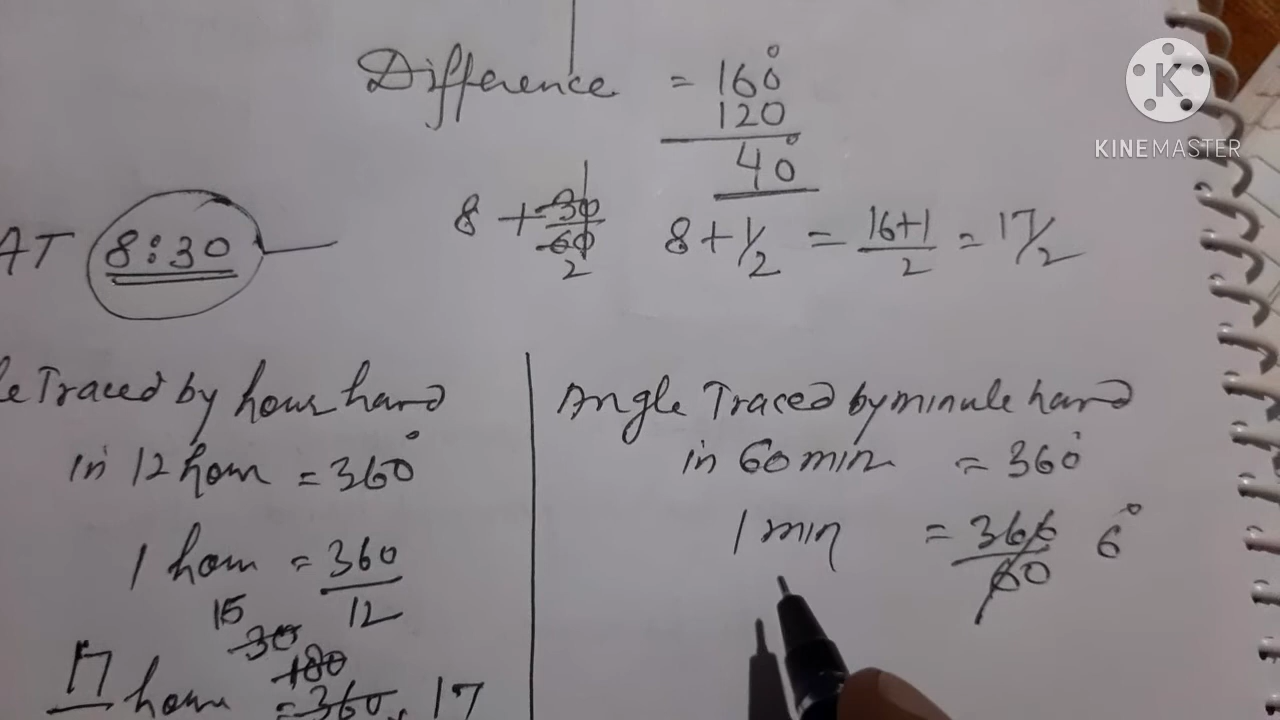 Difference = 160°
120
40°
8 + 30/60 2 8 + 1/2 = 16+1/2 = 17/2
AT 8:30
le Traced by hour hand
in 12 hour = 360°
1 hour = 360/12
15
30
180
17 hour = 360 × 17
Angle Traced by minute hand
in 60 min = 360°
1 min = 360/60 6°
K
KINEMASTER